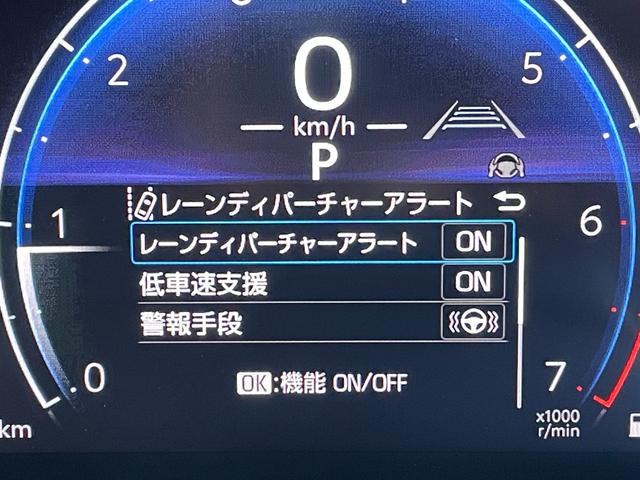 2
0
5
km/h
P
レーンディパーチャーアラート
1
レーンディパーチャーアラート ON
6
低車速支援 ON
警報手段
0
OK:機能 ON/OFF
7
km
x1000
r/min